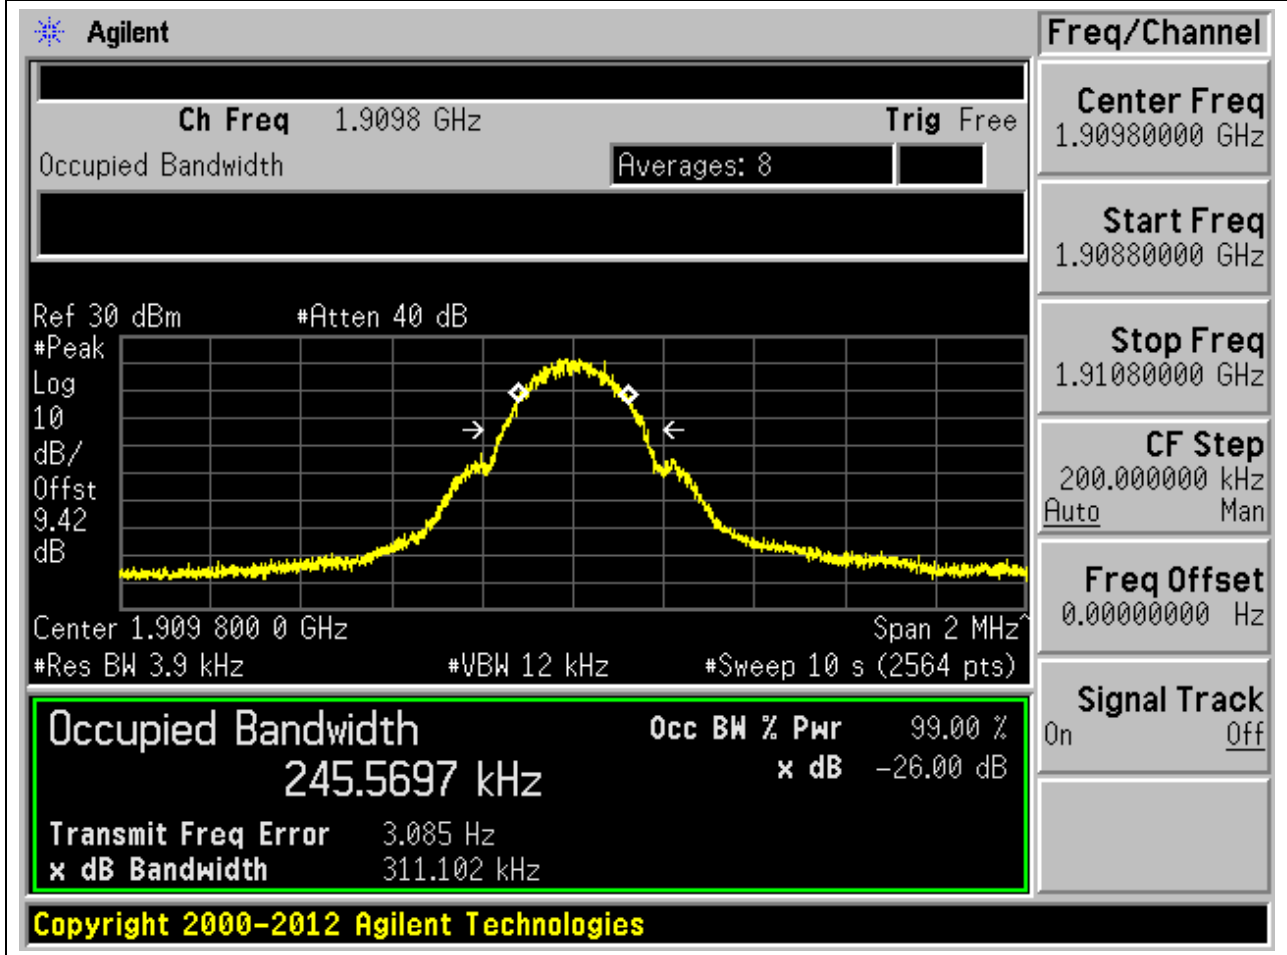 Agilent
Freq/Channel
Ch Freq 1.9098 GHz Trig Free
Occupied Bandwidth Averages: 8
Center Freq
1.90980000 GHz
Start Freq
1.90880000 GHz
Stop Freq
1.91080000 GHz
CF Step
200.000000 kHz
Auto Man
Freq Offset
0.00000000 Hz
Signal Track
On Off
Ref 30 dBm #Atten 40 dB
#Peak
Log
10
dB/
Offst
9.42
dB
Center 1.909 800 0 GHz Span 2 MHz^
#Res BW 3.9 kHz #VBW 12 kHz #Sweep 10 s (2564 pts)
Occupied Bandwidth Occ BW % Pwr 99.00 %
245.5697 kHz x dB -26.00 dB
Transmit Freq Error 3.085 Hz
x dB Bandwidth 311.102 kHz
Copyright 2000-2012 Agilent Technologies